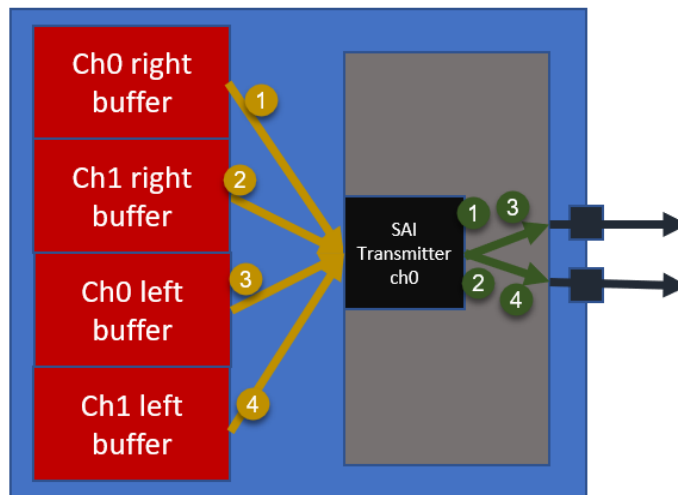 Ch0 right
buffer
1
Ch1 right
buffer
2
Ch0 left
buffer
3
Ch1 left
buffer
4
SAI
Transmitter
ch0
1
3
2
4